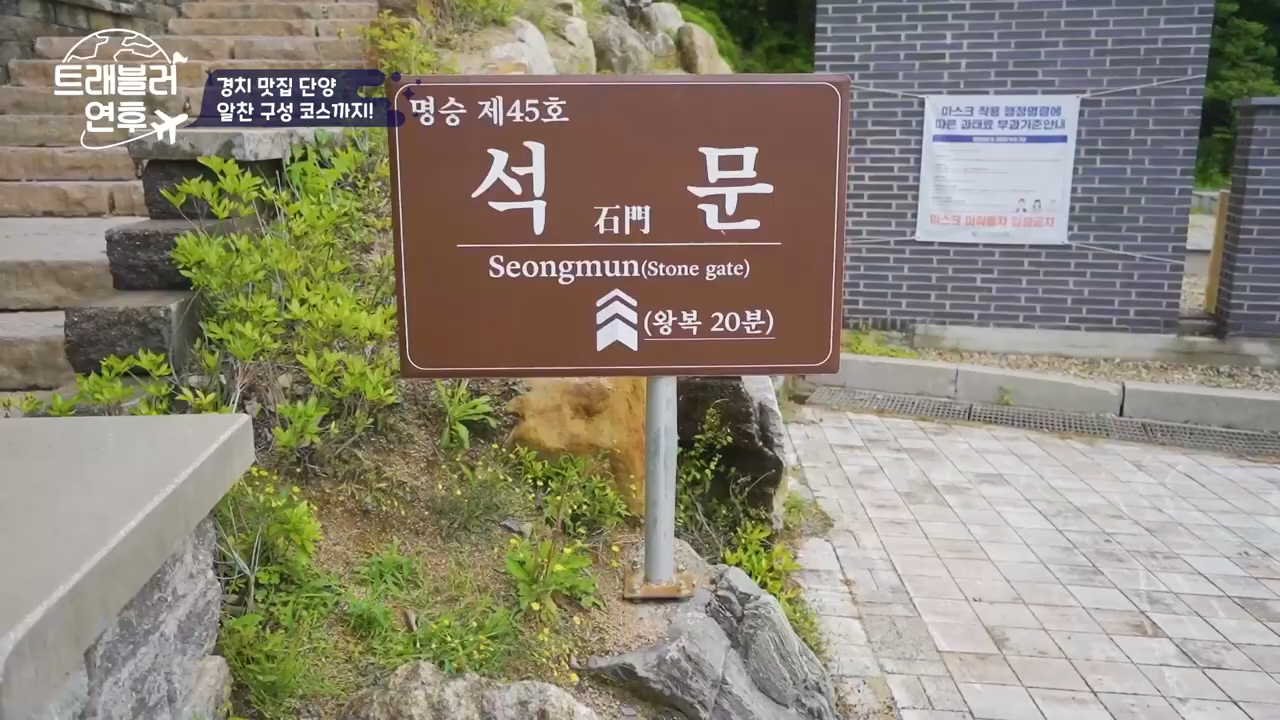 트래블러
연후
경치 맛집 단양
알찬 구성 코스까지!
명승 제45호
석 石門 문
Seongmun(Stone gate)
(왕복 20분)
마스크 착용 행정명령에
따른 과태료 부과기준안내
마스크 미착용자 입장금지